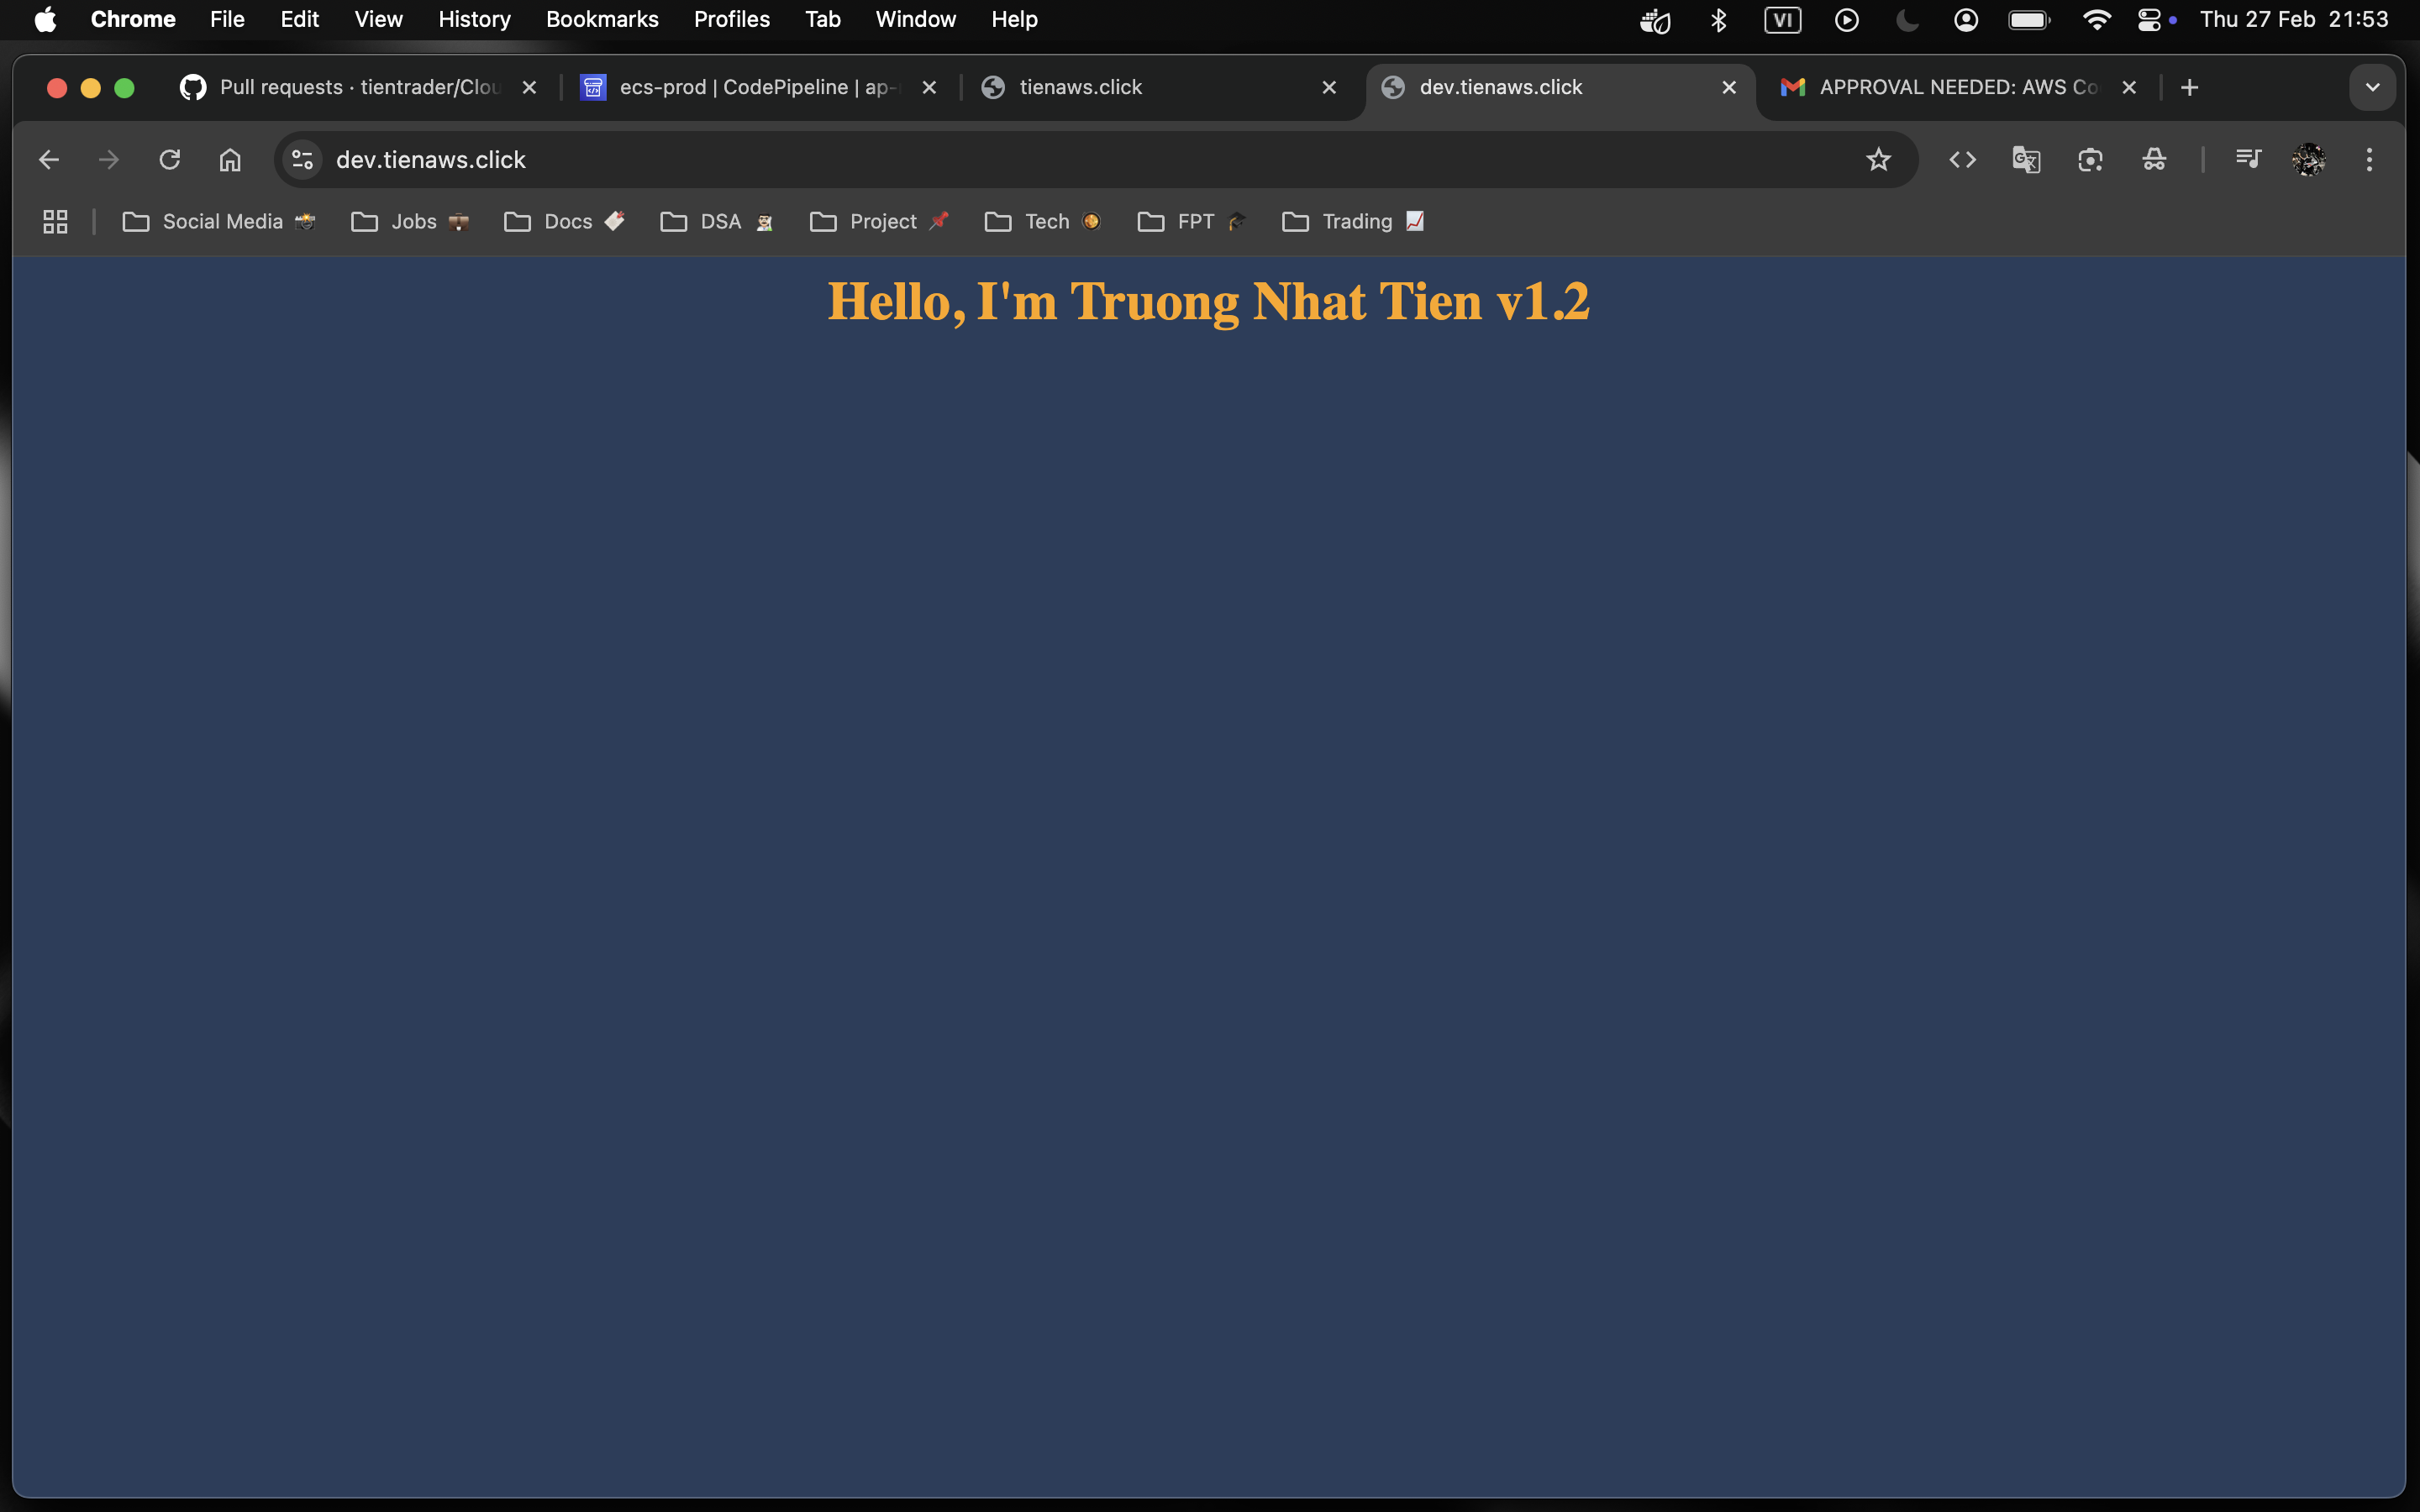 Chrome File Edit View History Bookmarks Profiles Tab Window Help VI Thu 27 Feb 21:53
Pull requests · tientrader/Clou ecs-prod | CodePipeline | ap- tienaws.click dev.tienaws.click APPROVAL NEEDED: AWS Co
dev.tienaws.click
Social Media Jobs Docs DSA Project Tech FPT Trading
Hello, I'm Truong Nhat Tien v1.2